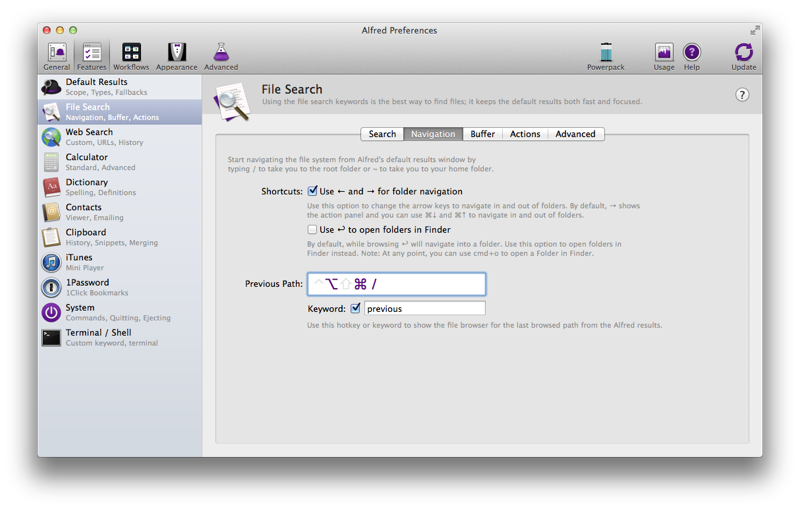 Alfred Preferences
General Features Workflows Appearance Advanced Powerpack Usage Help Update
Default Results
Scope, Types, Fallbacks
File Search
Navigation, Buffer, Actions
Web Search
Custom, URLs, History
Calculator
Standard, Advanced
Dictionary
Spelling, Definitions
Contacts
Viewer, Emailing
Clipboard
History, Snippets, Merging
iTunes
Mini Player
1Password
1Click Bookmarks
System
Commands, Quitting, Ejecting
Terminal / Shell
Custom keyword, terminal
File Search
Using the file search keywords is the best way to find files; it keeps the default results both fast and focused.
?
Search Navigation Buffer Actions Advanced
Start navigating the file system from Alfred's default results window by
typing / to take you to the root folder or ~ to take you to your home folder.
Shortcuts: Use ← and → for folder navigation
Use this option to change the arrow keys to navigate in and out of folders. By default, → shows
the action panel and you can use ⌘↓ and ⌘↑ to navigate in and out of folders.
Use ↩ to open folders in Finder
By default, while browsing ↩ will navigate into a folder. Use this option to open folders in
Finder instead. Note: At any point, you can use cmd+o to open a Folder in Finder.
Previous Path: ^⌥⇧⌘ /
Keyword: previous
Use this hotkey or keyword to show the file browser for the last browsed path from the Alfred results.